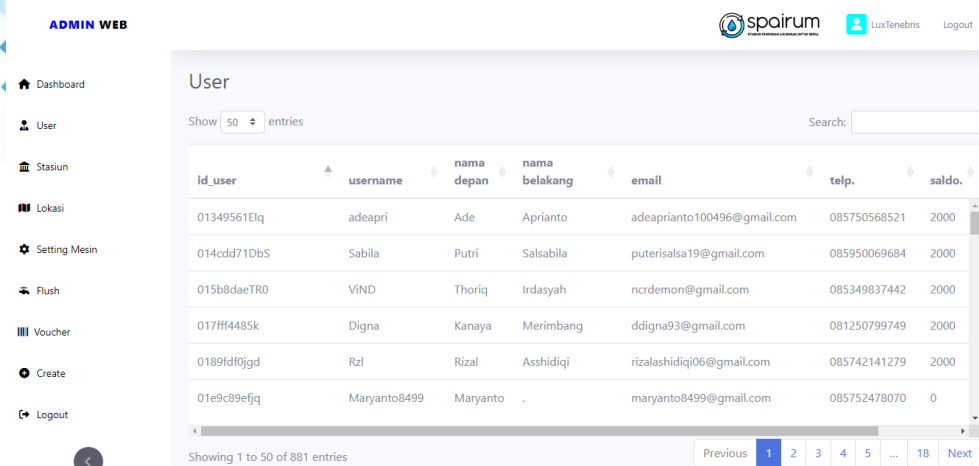 ADMIN WEB
spairum
LuxTenebris
Logout
Dashboard
User
Stasiun
Lokasi
Setting Mesin
Flush
Voucher
Create
Logout
User
Show 50 entries
Search:
id_user username nama depan nama belakang email telp. saldo.
01349561EIq adeapri Ade Aprianto adeaprianto100496@gmail.com 085750568521 2000
014cdd71DbS Sabila Putri Salsabila puterisalsa19@gmail.com 085950069684 2000
015b8daeTR0 ViND Thoriq Irdasyah ncrdemon@gmail.com 085349837442 2000
017fff4485k Digna Kanaya Merimbang ddigna93@gmail.com 081250799749 2000
0189fdf0jgd Rzl Rizal Asshidiqi rizalashidiqi06@gmail.com 085742141279 2000
01e9c89efjq Maryanto8499 Maryanto . maryanto8499@gmail.com 085752478070 0
Showing 1 to 50 of 881 entries
Previous 1 2 3 4 5 ... 18 Next